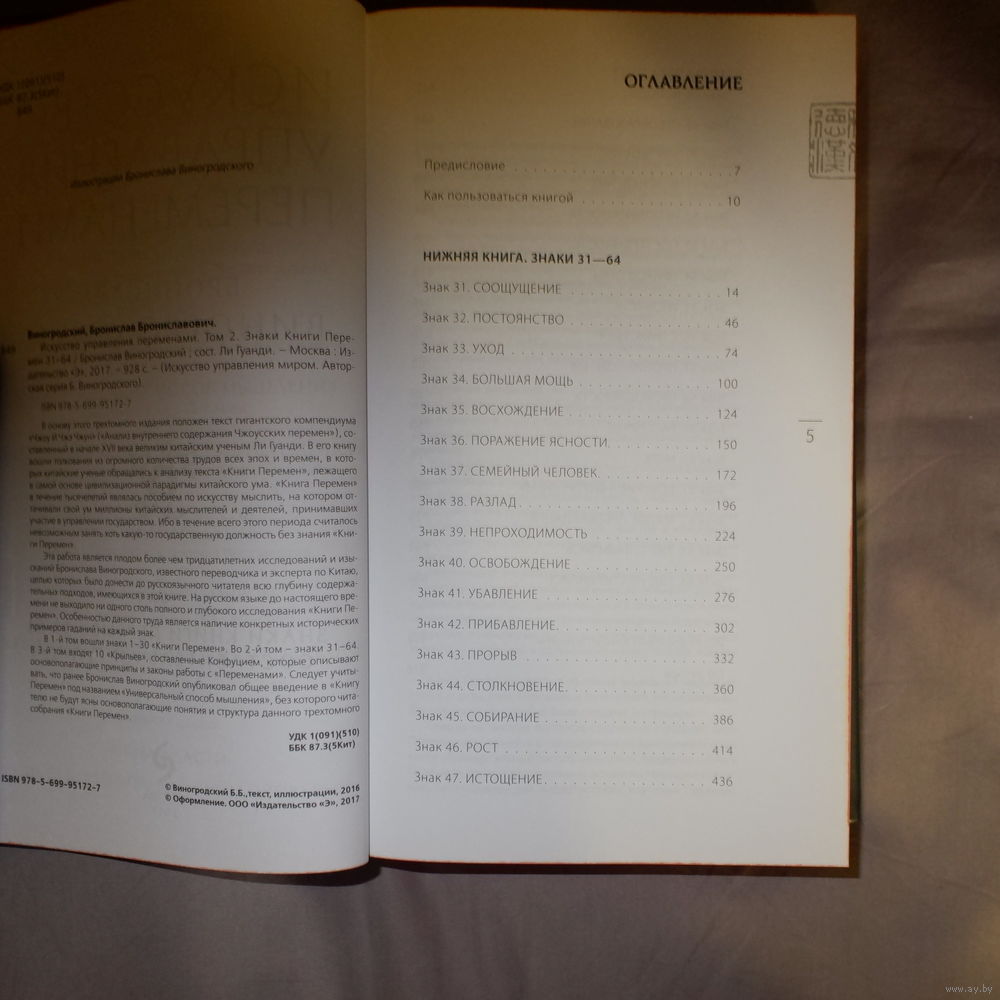 УДК 1(091)(510)
ББК 87.3(5Кит)
В49
Иллюстрации Бронислава Виногродского
Виногродский, Бронислав Брониславович.
В49
Искусство управления переменами. Том 2. Знаки Книги Пере-
мен 31–64 / Бронислав Виногродский ; сост. Ли Гуанди. – Москва : Из-
дательство «Э», 2017. – 928 с. – (Искусство управления миром. Автор-
ская серия Б. Виногродского).
ISBN 978-5-699-95172-7
В основу этого трехтомного издания положен текст гигантского компендиума
«Чжоу И Чжэ Чжун» («Анализ внутреннего содержания Чжоусских перемен»), со-
ставленный в начале XVII века великим китайским ученым Ли Гуанди. В его книгу
вошли толкования из огромного количества трудов всех эпох и времен, в кото-
рых китайские ученые обращались к анализу текста «Книги Перемен», лежащего
в самой основе цивилизационной парадигмы китайского ума. «Книга Перемен»
в течение тысячелетий являлась пособием по искусству мыслить, на котором от-
тачивали свой ум миллионы китайских мыслителей и деятелей, принимавших
участие в управлении государством. Ибо в течение всего этого периода считалось
невозможным занять хоть какую-то государственную должность без знания «Кни-
ги Перемен».
Эта работа является плодом более чем тридцатилетних исследований и изы-
сканий Бронислава Виногродского, известного переводчика и эксперта по Китаю,
целью которых было донести до русскоязычного читателя всю глубину содержа-
тельных подходов, имеющихся в этой книге. На русском языке до настоящего вре-
мени не выходило ни одного столь полного и глубокого исследования «Книги Пе-
ремен». Особенностью данного труда является наличие конкретных исторических
примеров гаданий на каждый знак.
В 1-й том вошли знаки 1–30 «Книги Перемен». Во 2-й том – знаки 31–64.
В 3-й том входят 10 «Крыльев», составленные Конфуцием, которые описывают
основополагающие принципы и законы работы с «Переменами». Следует учиты-
вать, что ранее Бронислав Виногродский опубликовал общее введение в «Книгу
Перемен» под названием «Универсальный способ мышления», без которого чита-
телю не будут ясны основополагающие понятия и структура данного трехтомного
собрания «Книги Перемен».
УДК 1(091)(510)
ББК 87.3(5Кит)
ISBN 978-5-699-95172-7
© Виногродский Б.Б.,текст, иллюстрации, 2016
© Оформление. ООО «Издательство «Э», 2017
ОГЛАВЛЕНИЕ
Предисловие . . . . . . . . . . . . . . . . . . . . . . . 7
Как пользоваться книгой . . . . . . . . . . . . . . . 10
НИЖНЯЯ КНИГА. ЗНАКИ 31—64
Знак 31. СООЩУЩЕНИЕ . . . . . . . . . . . . . . . . 14
Знак 32. ПОСТОЯНСТВО . . . . . . . . . . . . . . . . 46
Знак 33. УХОД . . . . . . . . . . . . . . . . . . . . . . 74
Знак 34. БОЛЬШАЯ МОЩЬ . . . . . . . . . . . . . . 100
Знак 35. ВОСХОЖДЕНИЕ . . . . . . . . . . . . . . . 124
Знак 36. ПОРАЖЕНИЕ ЯСНОСТИ. . . . . . . . . . . 150
Знак 37. СЕМЕЙНЫЙ ЧЕЛОВЕК. . . . . . . . . . . . 172
Знак 38. РАЗЛАД . . . . . . . . . . . . . . . . . . . . 196
Знак 39. НЕПРОХОДИМОСТЬ . . . . . . . . . . . . 224
Знак 40. ОСВОБОЖДЕНИЕ . . . . . . . . . . . . . . 250
Знак 41. УБАВЛЕНИЕ . . . . . . . . . . . . . . . . . 276
Знак 42. ПРИБАВЛЕНИЕ. . . . . . . . . . . . . . . . 302
Знак 43. ПРОРЫВ . . . . . . . . . . . . . . . . . . . 332
Знак 44. СТОЛКНОВЕНИЕ. . . . . . . . . . . . . . . 360
Знак 45. СОБИРАНИЕ . . . . . . . . . . . . . . . . . 386
Знак 46. РОСТ . . . . . . . . . . . . . . . . . . . . . 414
Знак 47. ИСТОЩЕНИЕ. . . . . . . . . . . . . . . . . 436
5
www.ay.by